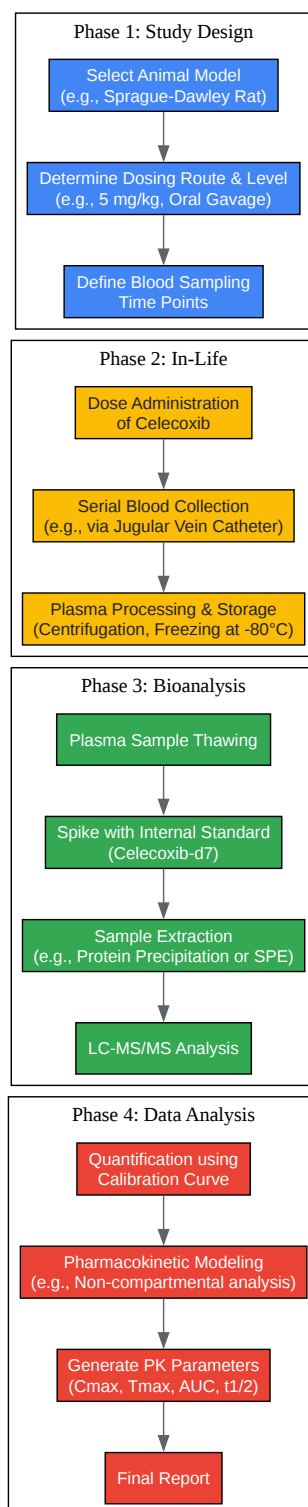 Phase 1: Study Design
Select Animal Model
(e.g., Sprague-Dawley Rat)
Determine Dosing Route & Level
(e.g., 5 mg/kg, Oral Gavage)
Define Blood Sampling
Time Points
Phase 2: In-Life
Dose Administration
of Celecoxib
Serial Blood Collection
(e.g., via Jugular Vein Catheter)
Plasma Processing & Storage
(Centrifugation, Freezing at -80°C)
Phase 3: Bioanalysis
Plasma Sample Thawing
Spike with Internal Standard
(Celecoxib-d7)
Sample Extraction
(e.g., Protein Precipitation or SPE)
LC-MS/MS Analysis
Phase 4: Data Analysis
Quantification using
Calibration Curve
Pharmacokinetic Modeling
(e.g., Non-compartmental analysis)
Generate PK Parameters
(Cmax, Tmax, AUC, t1/2)
Final Report